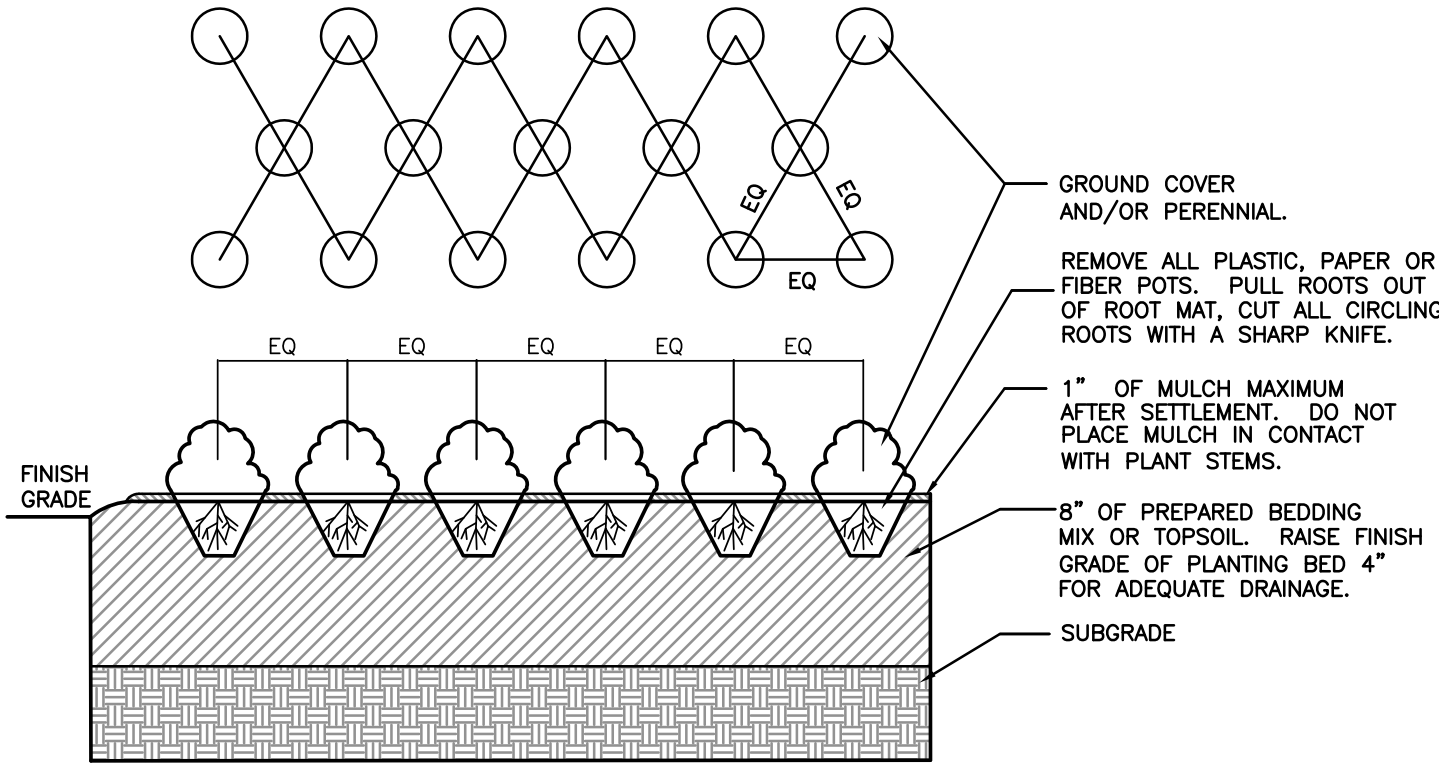 EQ
EQ
EQ
GROUND COVER
AND/OR PERENNIAL.
REMOVE ALL PLASTIC, PAPER OR
FIBER POTS. PULL ROOTS OUT
OF ROOT MAT, CUT ALL CIRCLING
ROOTS WITH A SHARP KNIFE.
EQ EQ EQ EQ EQ
1" OF MULCH MAXIMUM
AFTER SETTLEMENT. DO NOT
PLACE MULCH IN CONTACT
WITH PLANT STEMS.
FINISH
GRADE
8" OF PREPARED BEDDING
MIX OR TOPSOIL. RAISE FINISH
GRADE OF PLANTING BED 4"
FOR ADEQUATE DRAINAGE.
SUBGRADE